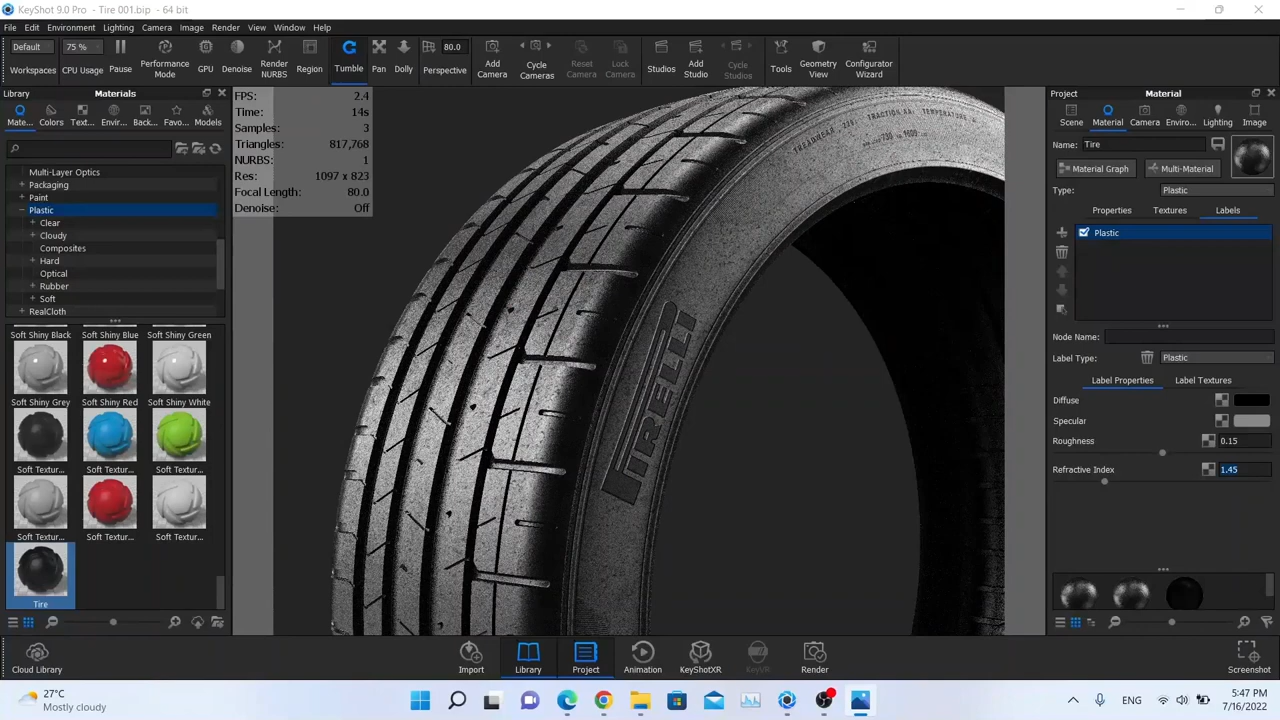 KeyShot 9.0 Pro - Tire 001.bip - 64 bit
File Edit Environment Lighting Camera Image Render View Window Help
Default 75 % 80.0
Workspaces CPU Usage Pause Performance Mode GPU Denoise Render NURBS Region Tumble Pan Dolly Perspective Add Camera Cycle Cameras Reset Camera Lock Camera Studios Add Studio Cycle Studios Tools Geometry View Configurator Wizard
Library Materials
Mate... Colors Text... Envir... Back... Favo... Models
Multi-Layer Optics
Packaging
Paint
Plastic
Clear
Cloudy
Composites
Hard
Optical
Rubber
Soft
RealCloth
Soft Shiny Black Soft Shiny Blue Soft Shiny Green
Soft Shiny Grey Soft Shiny Red Soft Shiny White
Soft Textur... Soft Textur... Soft Textur...
Soft Textur... Soft Textur... Soft Textur...
Tire
FPS: 2.4
Time: 14s
Samples: 3
Triangles: 817,768
NURBS: 1
Res: 1097 x 823
Focal Length: 80.0
Denoise: Off
TREADWEAR
TRACTION AA
TEMPERATURE
PIRELLI
Project Material
Scene Material Camera Enviro... Lighting Image
Name: Tire
Material Graph Multi-Material
Type: Plastic
Properties Textures Labels
Plastic
Node Name:
Label Type: Plastic
Label Properties Label Textures
Diffuse
Specular
Roughness 0.15
Refractive Index 1.45
Cloud Library Import Library Project Animation KeyShotXR KeyVR Render Screenshot
27°C
Mostly cloudy
ENG
5:47 PM
7/16/2022